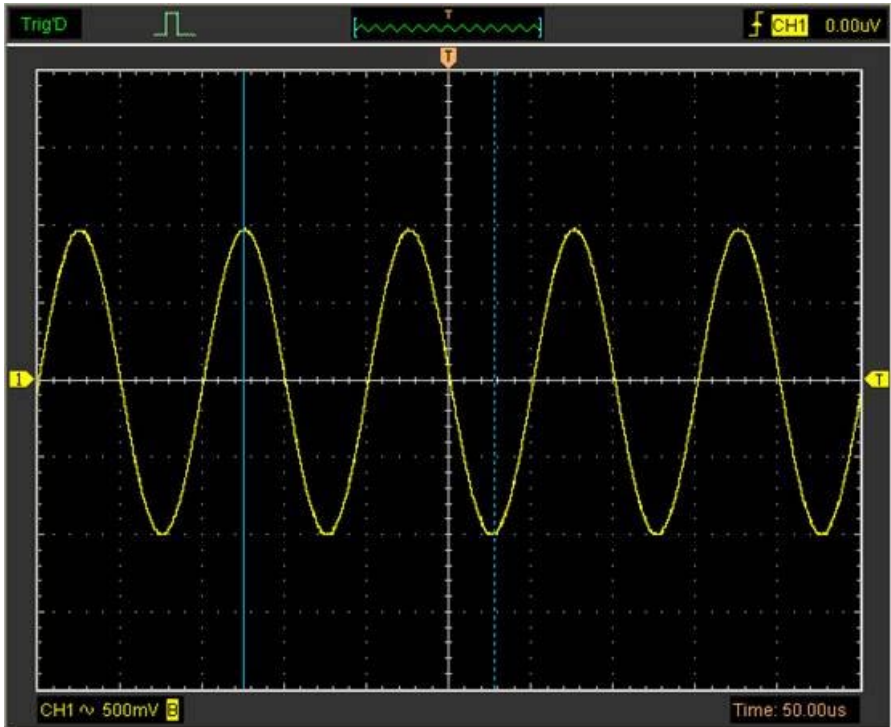 Trig'D
T
CH1 0.00uV
T
1
T
CH1 ∿ 500mV B
Time: 50.00us